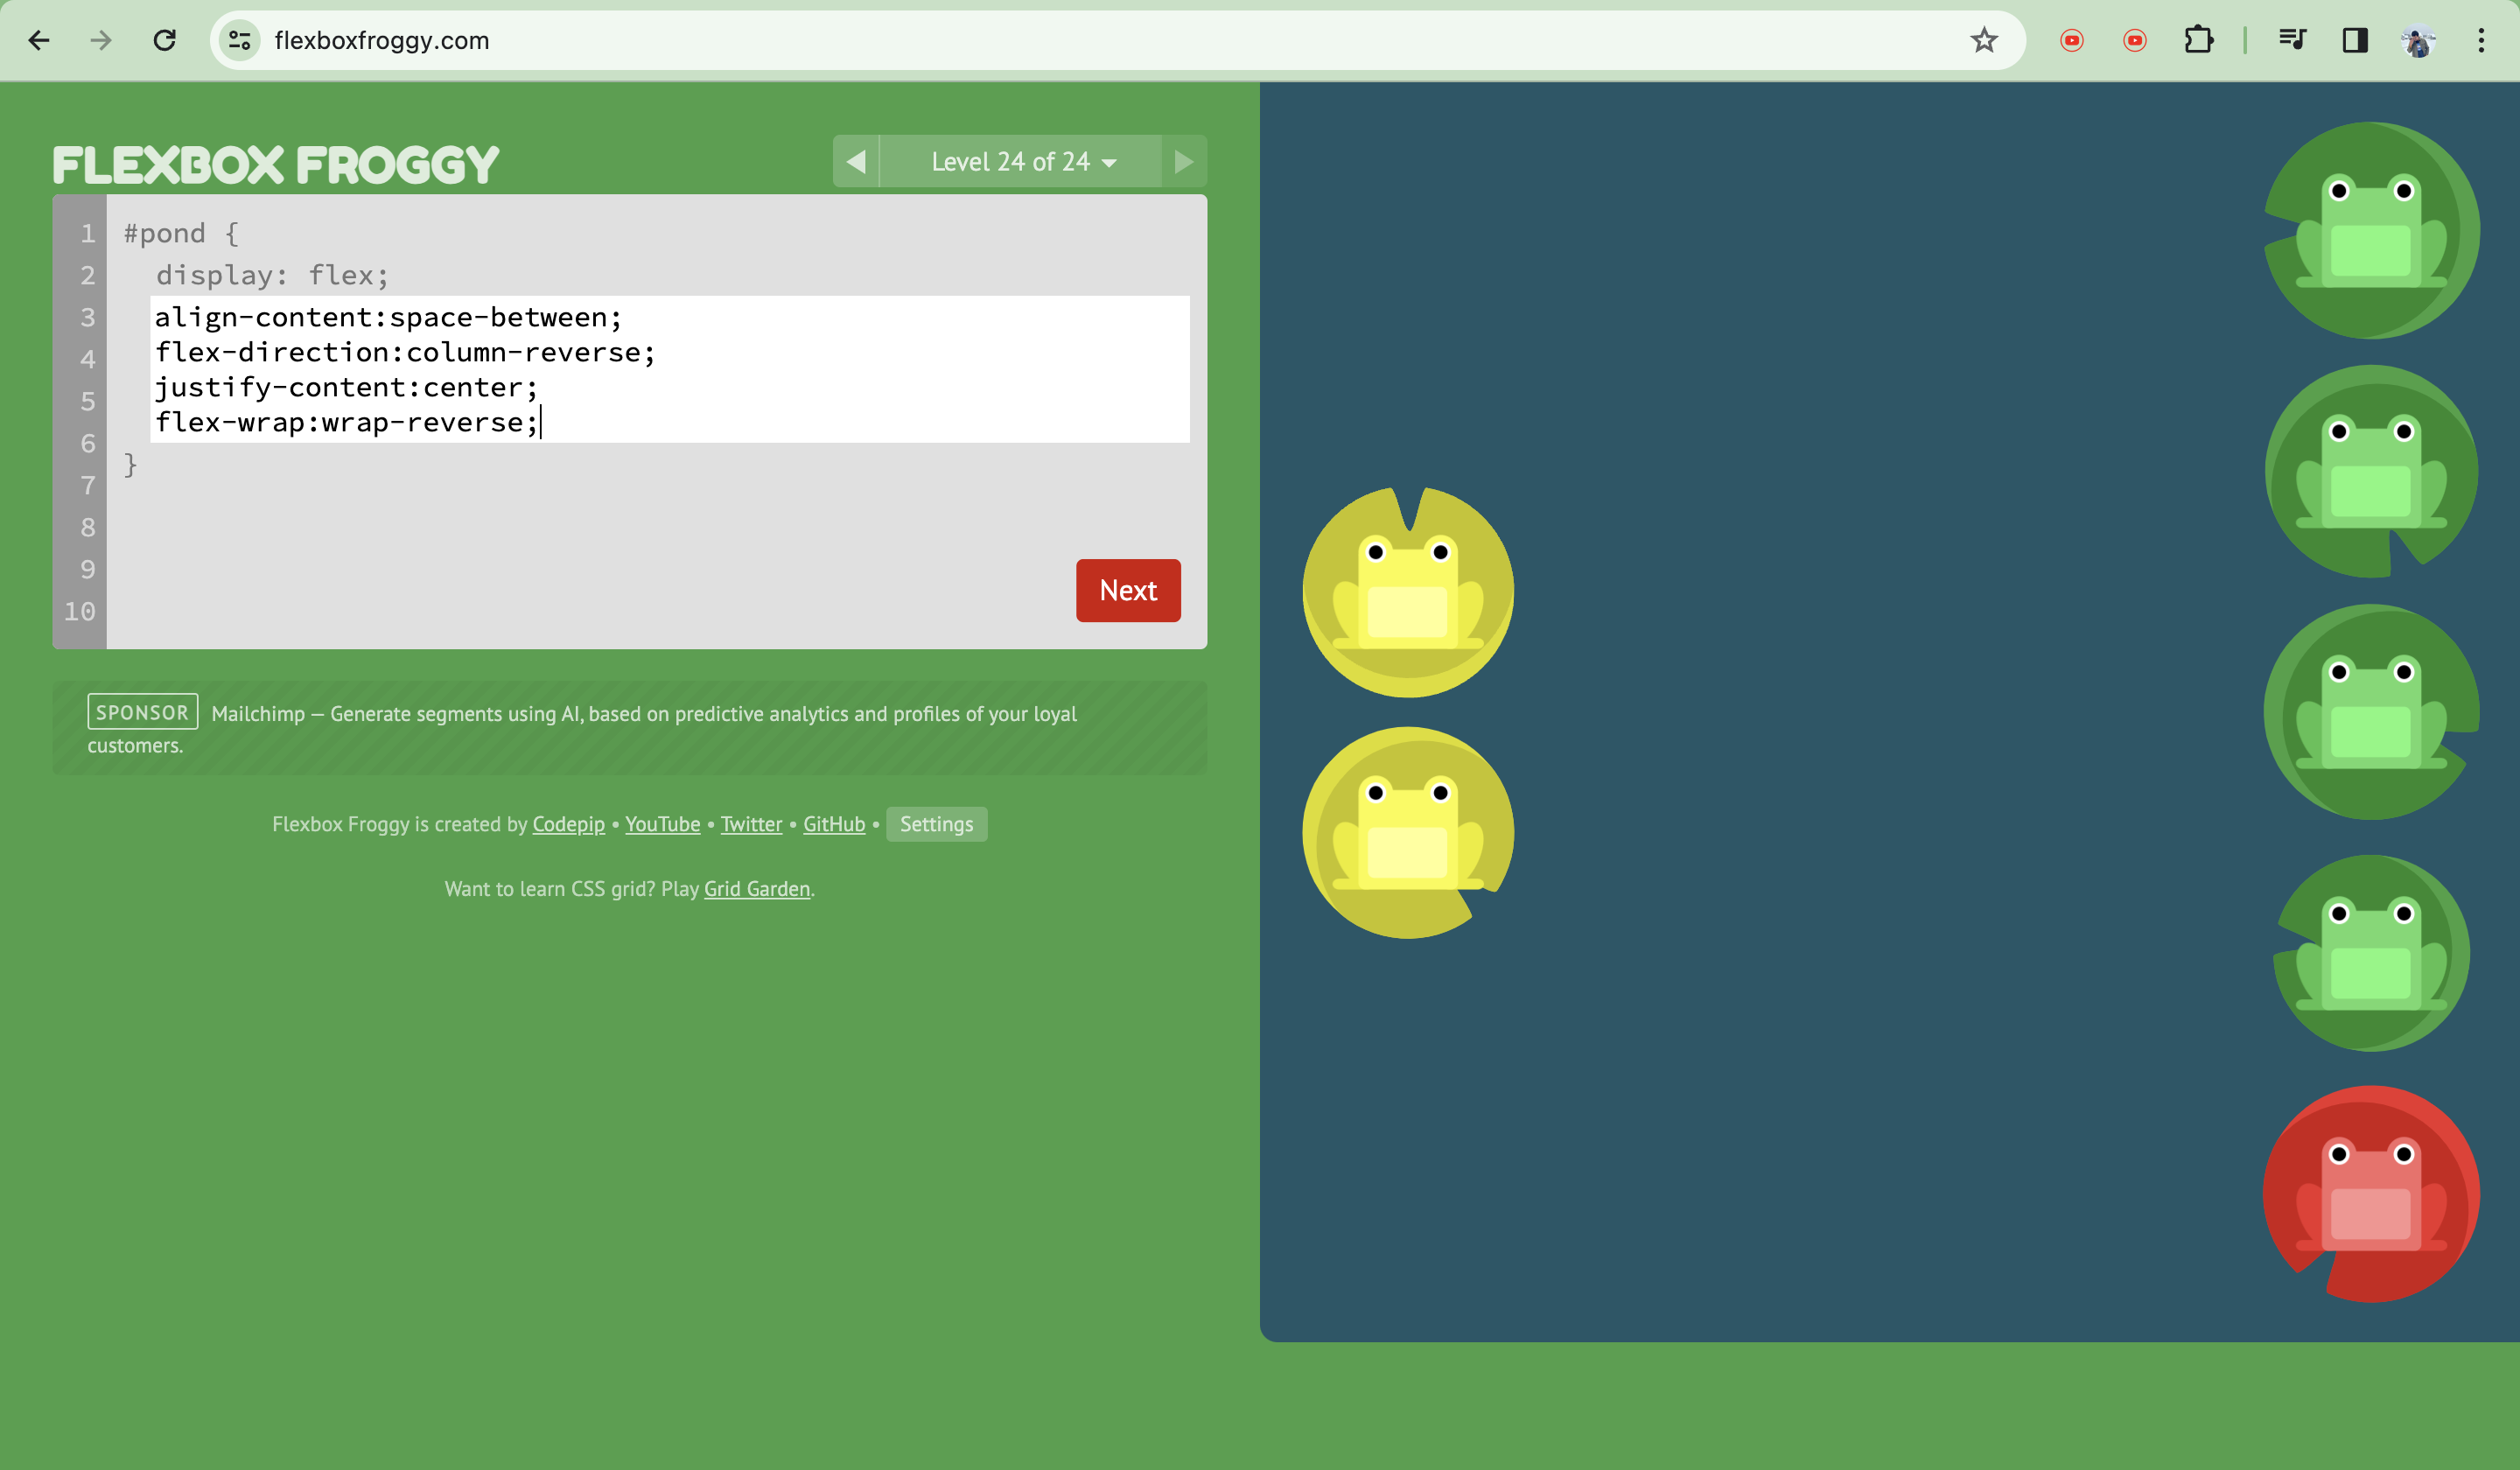 flexboxfroggy.com
FLEXBOX FROGGY
Level 24 of 24
1 #pond {
2 display: flex;
3 align-content:space-between;
4 flex-direction:column-reverse;
5 justify-content:center;
6 flex-wrap:wrap-reverse;
}
7
8
9
10
Next
SPONSOR Mailchimp — Generate segments using AI, based on predictive analytics and profiles of your loyal
customers.
Flexbox Froggy is created by Codepip • YouTube • Twitter • GitHub • Settings
Want to learn CSS grid? Play Grid Garden.